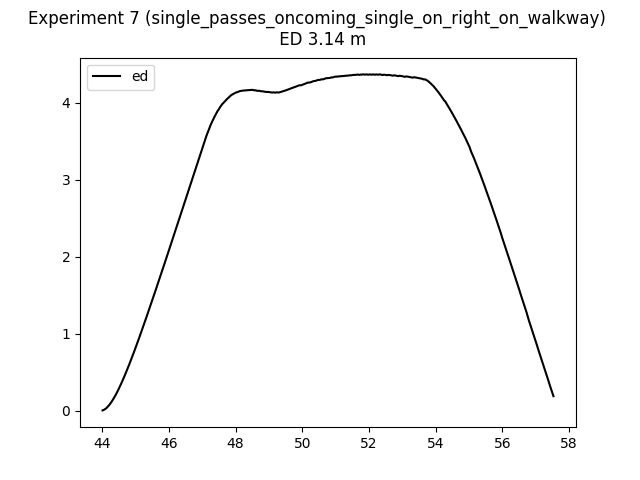 Experiment 7 (single_passes_oncoming_single_on_right_on_walkway)
ED 3.14 m
ed
4
3
2
1
0
44 46 48 50 52 54 56 58